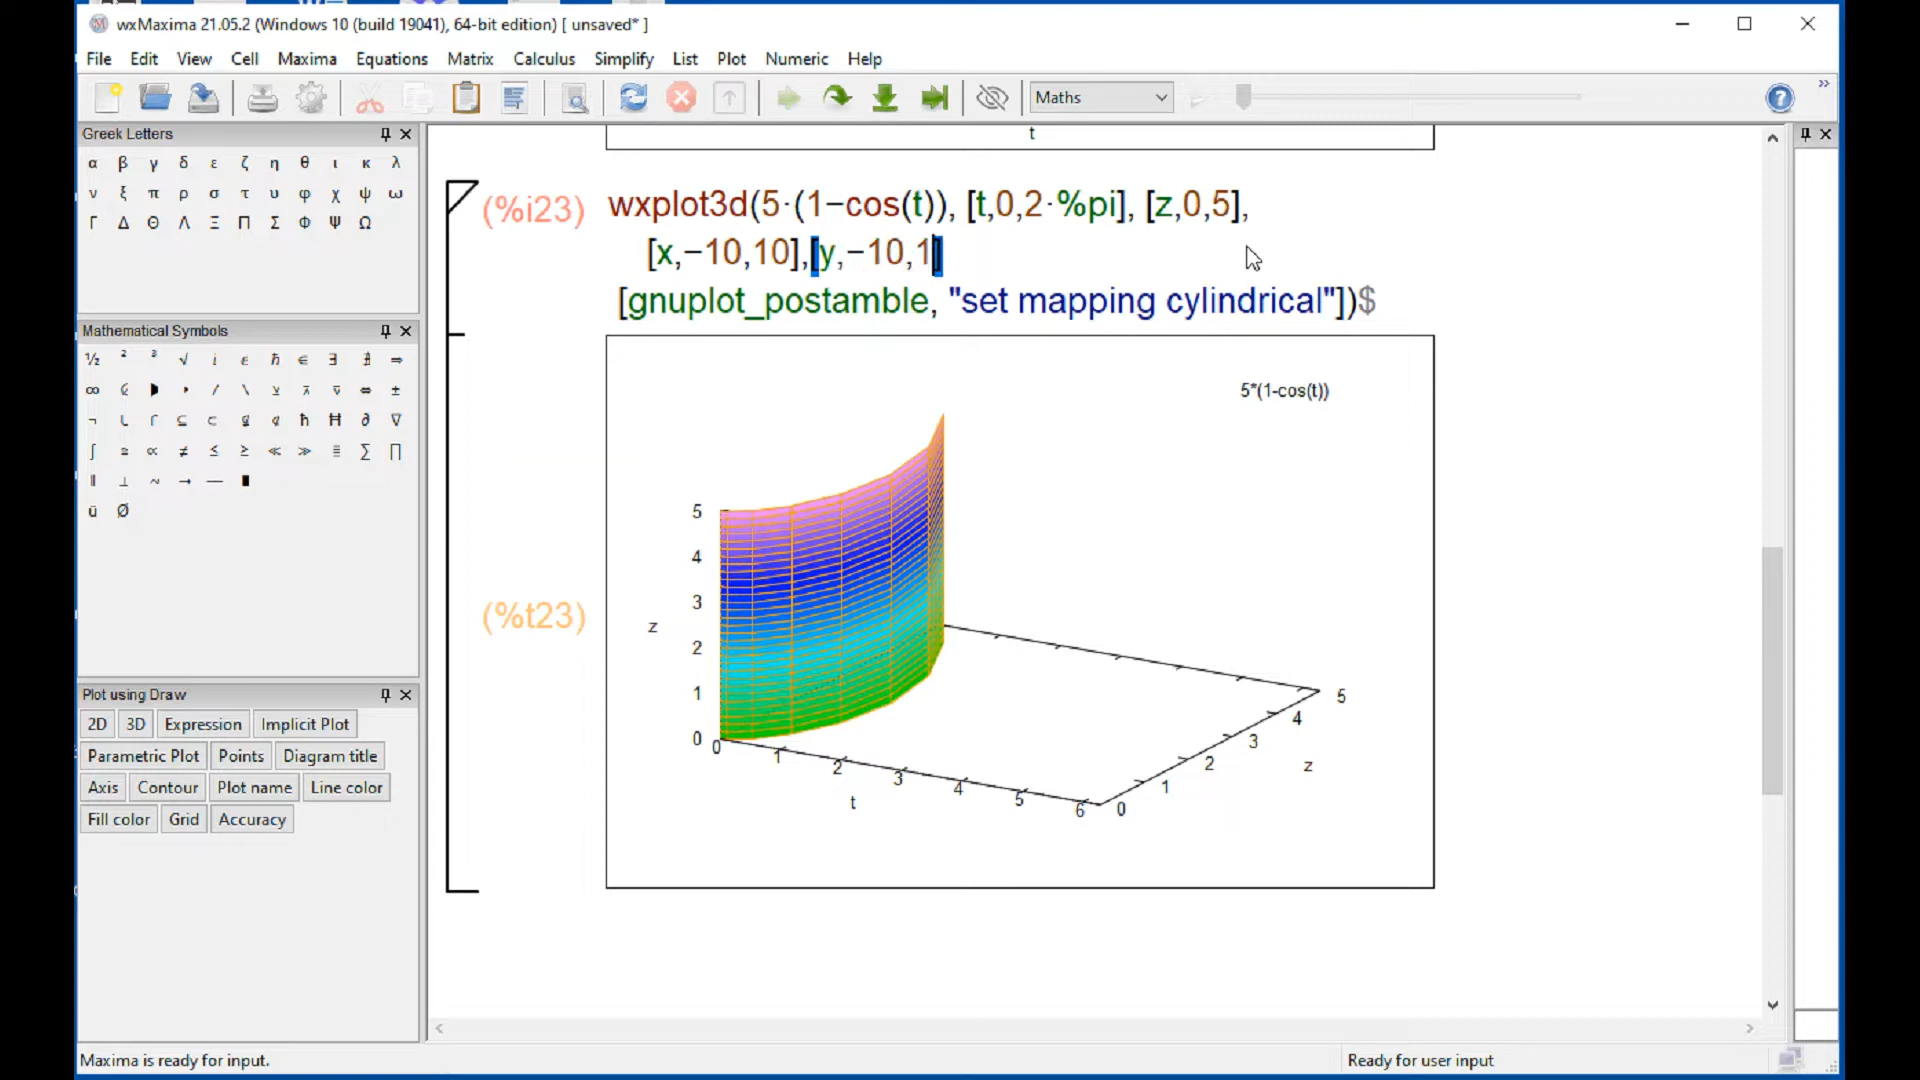 wxMaxima 21.05.2 (Windows 10 (build 19041), 64-bit edition) [ unsaved* ]
File Edit View Cell Maxima Equations Matrix Calculus Simplify List Plot Numeric Help
Maths
Greek Letters
α β γ δ ε ζ η θ ι κ λ
ν ξ π ρ σ τ υ φ χ ψ ω
Γ Δ Θ Λ Ξ Π Σ Φ Ψ Ω
Mathematical Symbols
½ ² ³ √ i e ħ ∈ ∃ ∄ ⇒
∞
¬ ∂ ∇
∫ ≅ ∝ ≠ ≤ ≥ ≪ ≫ ≡ ∑ ∏
∥ ⊥ ~ → — ■
ü Ø
Plot using Draw
2D 3D Expression Implicit Plot
Parametric Plot Points Diagram title
Axis Contour Plot name Line color
Fill color Grid Accuracy
t
(%i23) wxplot3d(5·(1−cos(t)), [t,0,2·%pi], [z,0,5],
[x,−10,10],[y,−10,1]
[gnuplot_postamble, "set mapping cylindrical"])$
(%t23)
5*(1-cos(t))
5
4
3
z
2
1
0
0 1 2 3 4 5 6
t
0 1 2 3 4 5
z
Maxima is ready for input.
Ready for user input